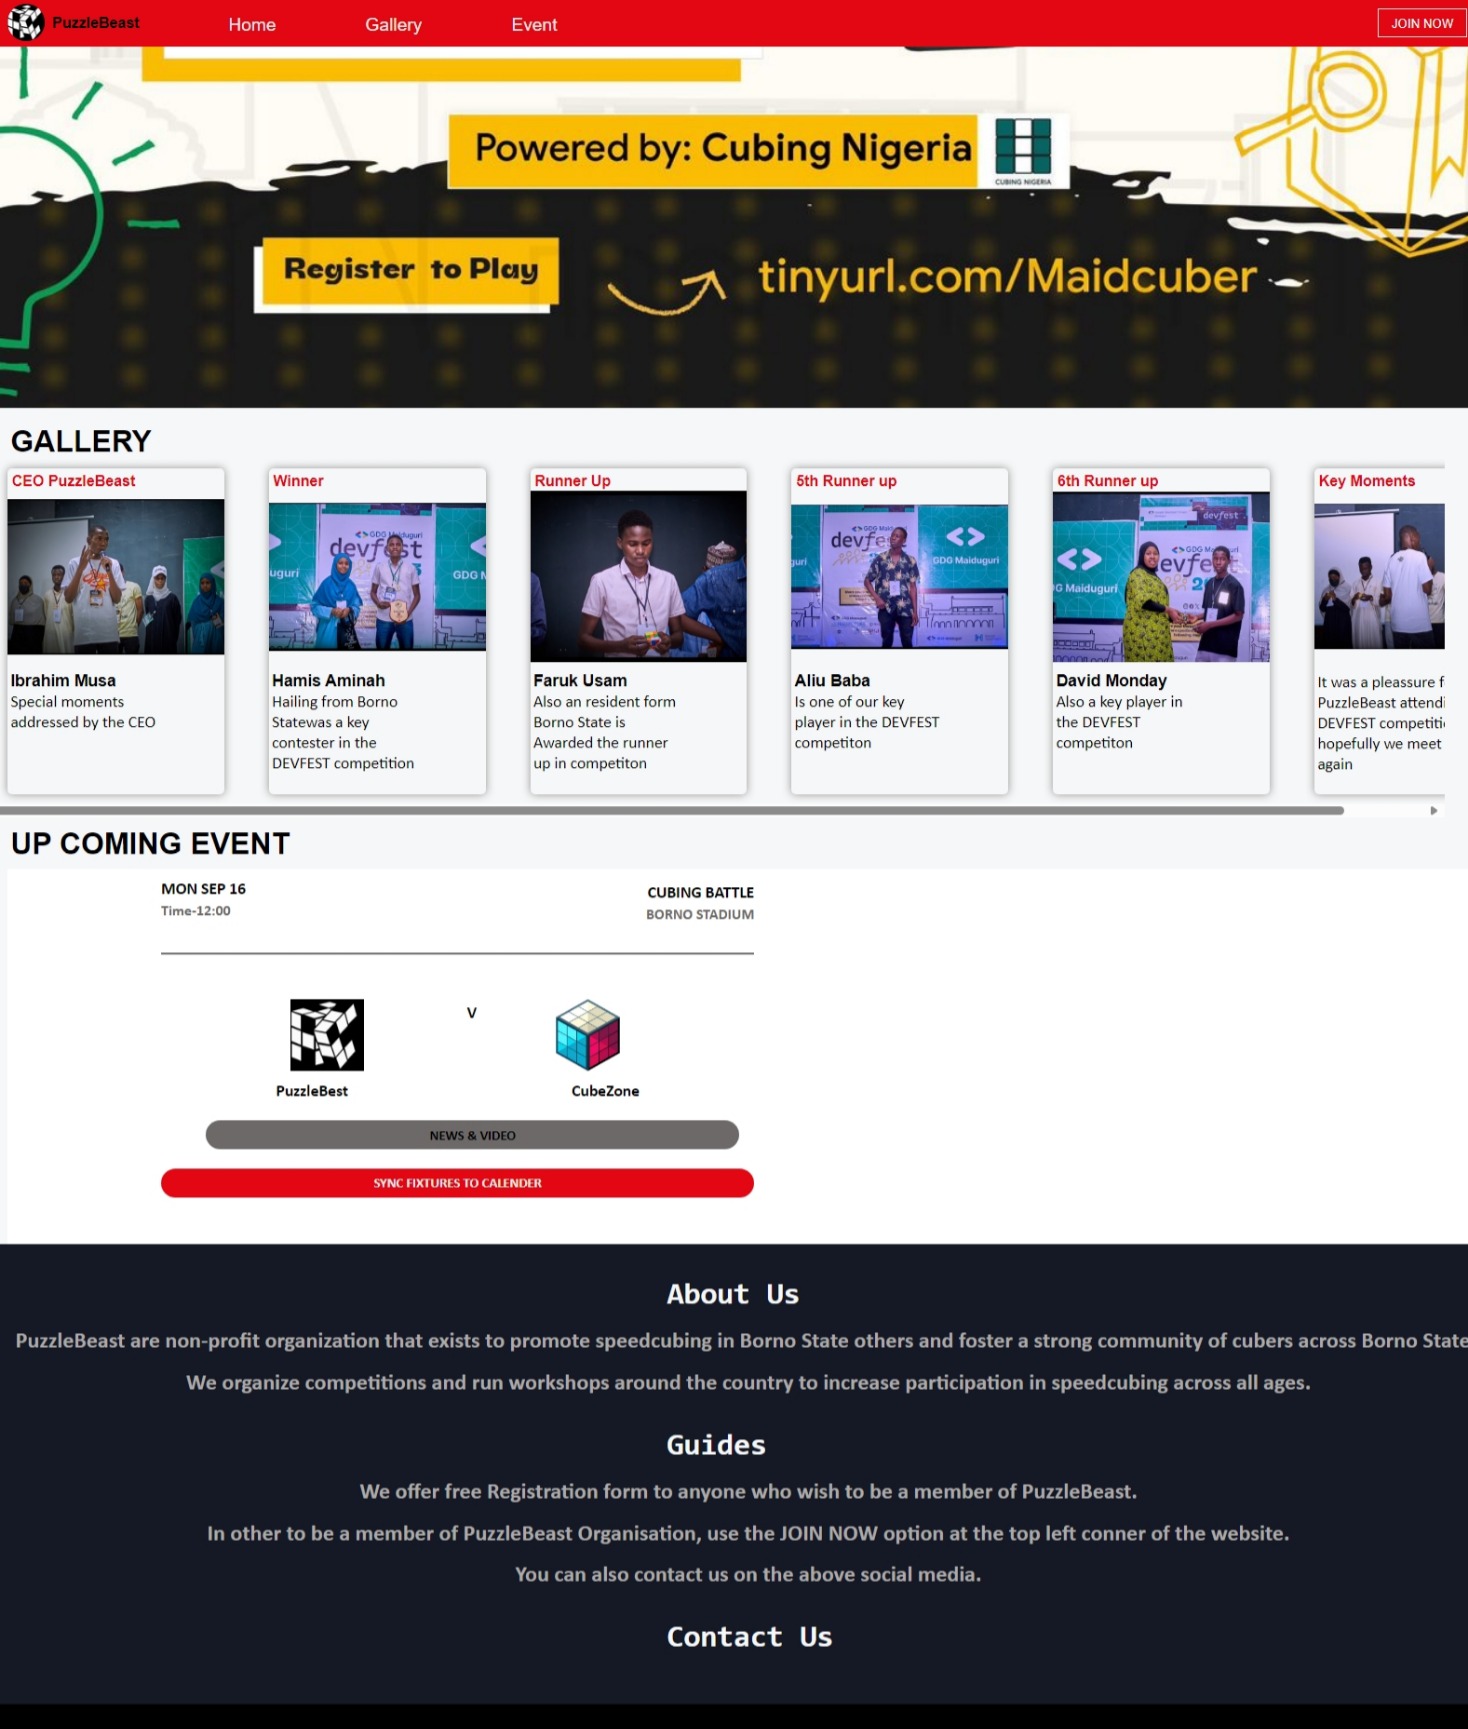 PuzzleBeast
Home
Gallery
Event
JOIN NOW
Powered by: Cubing Nigeria
CUBING NIGERIA
Register to Play
tinyurl.com/Maidcuber
GALLERY
CEO PuzzleBeast
Ibrahim Musa
Special moments
addressed by the CEO
Winner
GDG Maiduguri
devfest
uguri
GDG
Hamis Aminah
Hailing from Borno
Statewas a key
contester in the
DEVFEST competition
Runner Up
Faruk Usam
Also an resident form
Borno State is
Awarded the runner
up in competiton
5th Runner up
devfe
GDG Maiduguri
Aliu Baba
Is one of our key
player in the DEVFEST
competiton
6th Runner up
devfest
G Maiduguri
evfe
David Monday
Also a key player in
the DEVFEST
competiton
Key Moments
It was a pleassure f
PuzzleBeast attendi
DEVFEST competiti
hopefully we meet
again
UP COMING EVENT
MON SEP 16
Time-12:00
CUBING BATTLE
BORNO STADIUM
V
PuzzleBest
CubeZone
NEWS & VIDEO
SYNC FIXTURES TO CALENDER
About Us
PuzzleBeast are non-profit organization that exists to promote speedcubing in Borno State others and foster a strong community of cubers across Borno State
We organize competitions and run workshops around the country to increase participation in speedcubing across all ages.
Guides
We offer free Registration form to anyone who wish to be a member of PuzzleBeast.
In other to be a member of PuzzleBeast Organisation, use the JOIN NOW option at the top left conner of the website.
You can also contact us on the above social media.
Contact Us